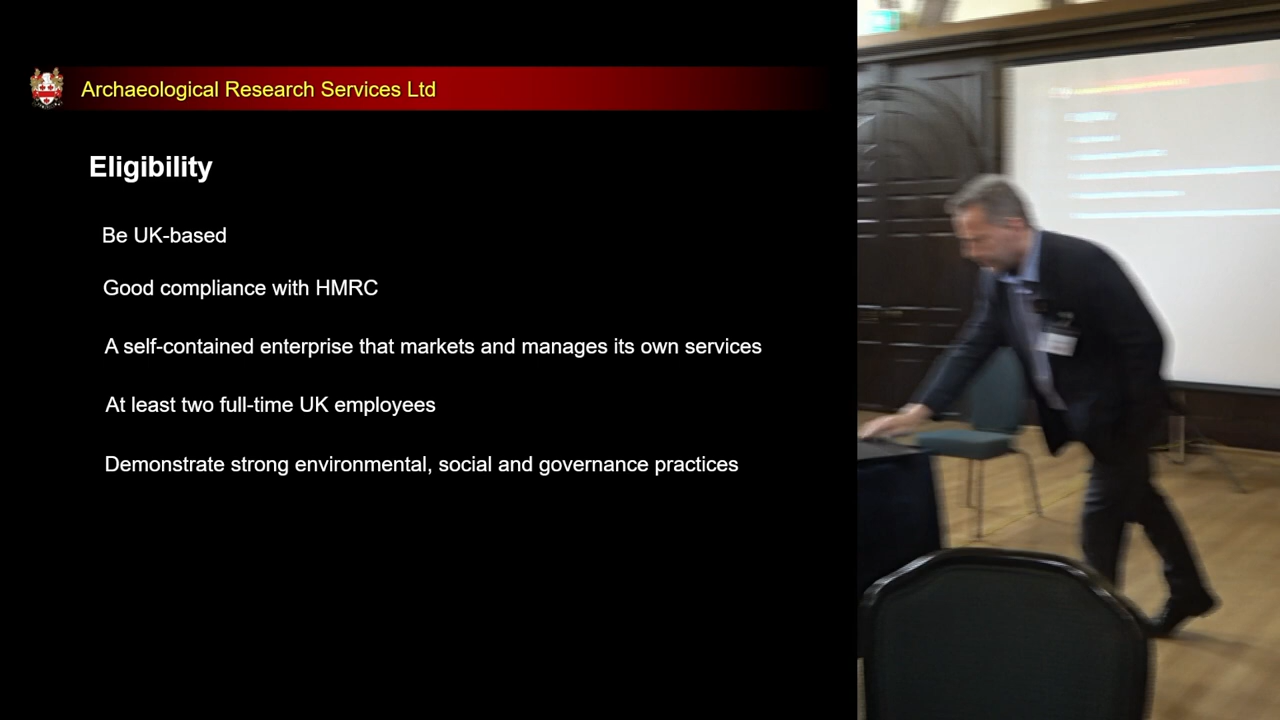 Archaeological Research Services Ltd
Eligibility
Be UK-based
Good compliance with HMRC
A self-contained enterprise that markets and manages its own services
At least two full-time UK employees
Demonstrate strong environmental, social and governance practices